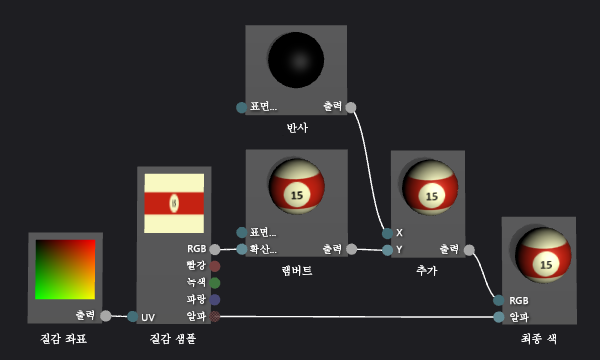 표면...
출력
반사
15
표면...
확산...
출력
램버트
15
X
Y
출력
추가
RGB
빨강
녹색
파랑
UV
알파
질감 샘플
출력
질감 좌표
15
RGB
알파
최종 색